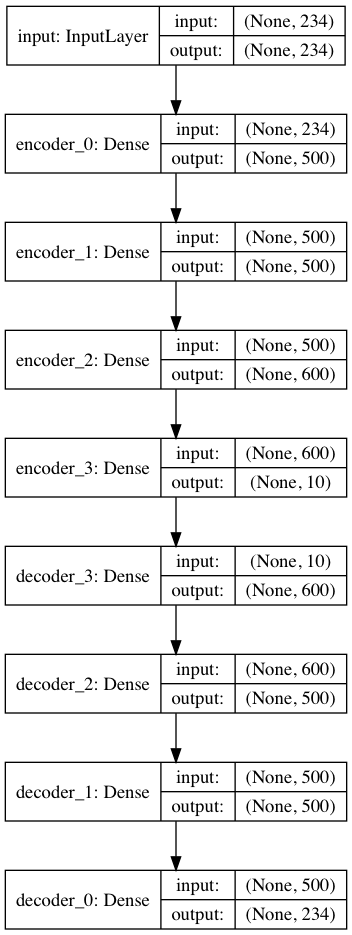 input: InputLayer
input: (None, 234)
output: (None, 234)
encoder_0: Dense
input: (None, 234)
output: (None, 500)
encoder_1: Dense
input: (None, 500)
output: (None, 500)
encoder_2: Dense
input: (None, 500)
output: (None, 600)
encoder_3: Dense
input: (None, 600)
output: (None, 10)
decoder_3: Dense
input: (None, 10)
output: (None, 600)
decoder_2: Dense
input: (None, 600)
output: (None, 500)
decoder_1: Dense
input: (None, 500)
output: (None, 500)
decoder_0: Dense
input: (None, 500)
output: (None, 234)